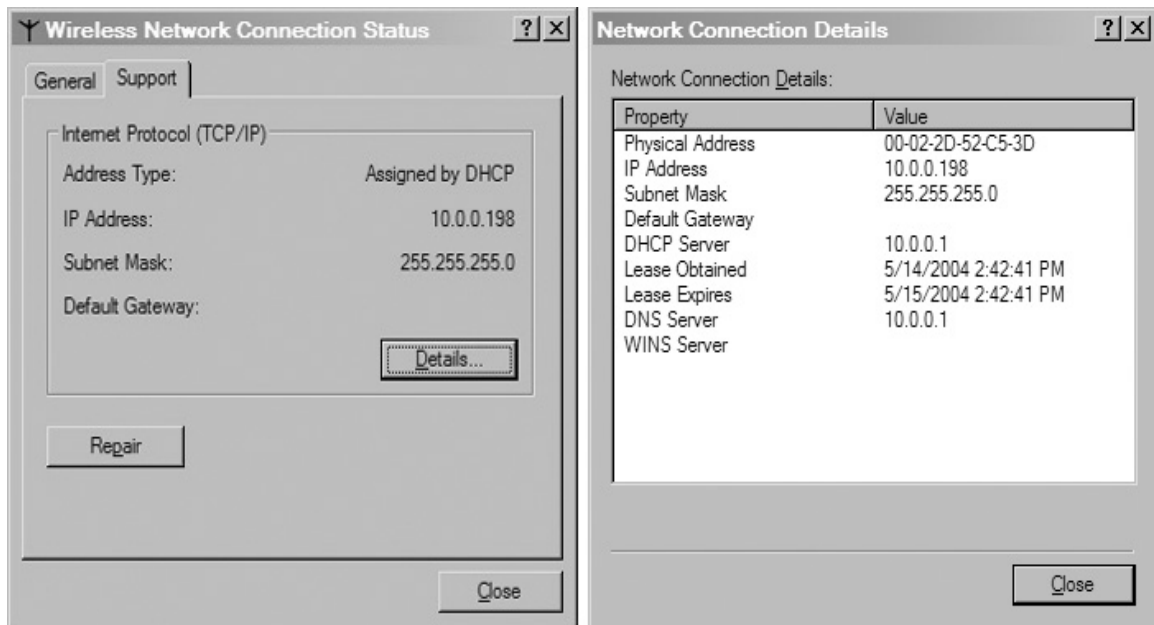 Wireless Network Connection Status
General Support
Internet Protocol (TCP/IP)
Address Type: Assigned by DHCP
IP Address: 10.0.0.198
Subnet Mask: 255.255.255.0
Default Gateway:
Details...
Repair
Close
Network Connection Details
Network Connection Details:
Property Value
Physical Address 00-02-2D-52-C5-3D
IP Address 10.0.0.198
Subnet Mask 255.255.255.0
Default Gateway
DHCP Server 10.0.0.1
Lease Obtained 5/14/2004 2:42:41 PM
Lease Expires 5/15/2004 2:42:41 PM
DNS Server 10.0.0.1
WINS Server
Close